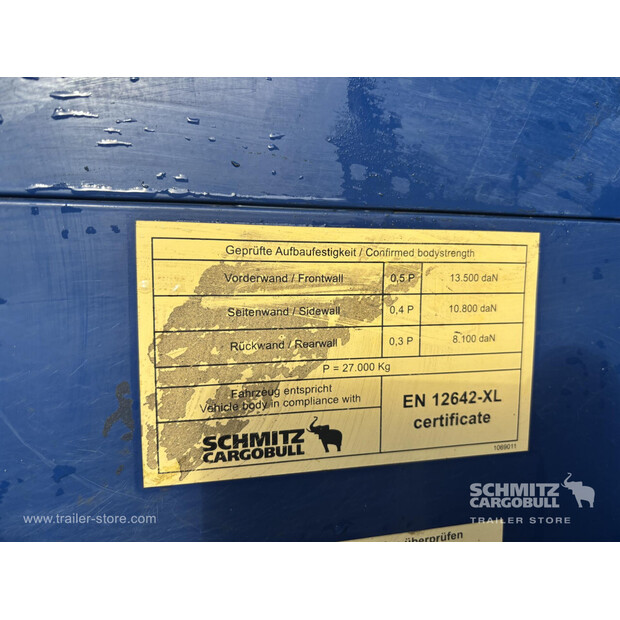 Geprüfte Aufbaufestigkeit / Confirmed bodystrength
Vorderwand / Frontwall 0,5 P 13.500 daN
Seitenwand / Sidewall 0,4 P 10.800 daN
Rückwand / Rearwall 0,3 P 8.100 daN
P = 27.000 Kg
Fahrzeug entspricht
Vehicle body in compliance with
EN 12642-XL
certificate
SCHMITZ
CARGOBULL
1069011
SCHMITZ
CARGOBULL
TRAILER STORE
www.trailer-store.com
überprüfen